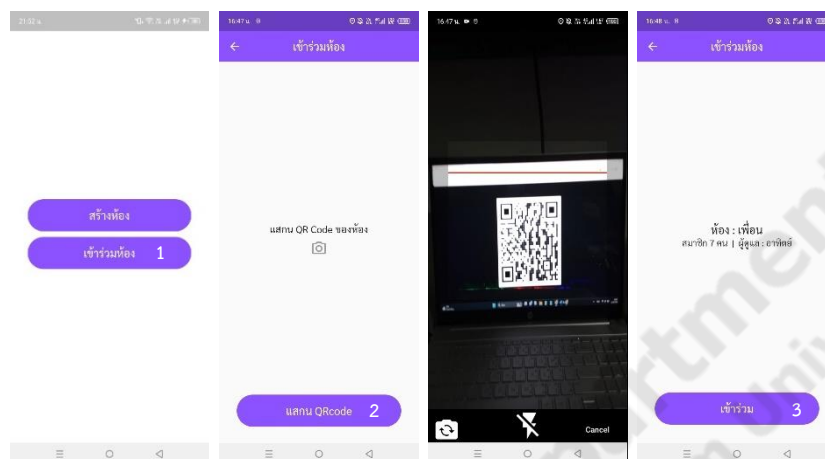 สร้างห้อง
เข้าร่วมห้อง 1
16:47 น.
เข้าร่วมห้อง
แสกน QR Code ของห้อง
แสกน QRcode 2
16:47 น.
Cancel
16:48 น.
เข้าร่วมห้อง
ห้อง : เพื่อน
สมาชิก 7 คน | ผู้ดูแล : อาทิตย์
เข้าร่วม 3